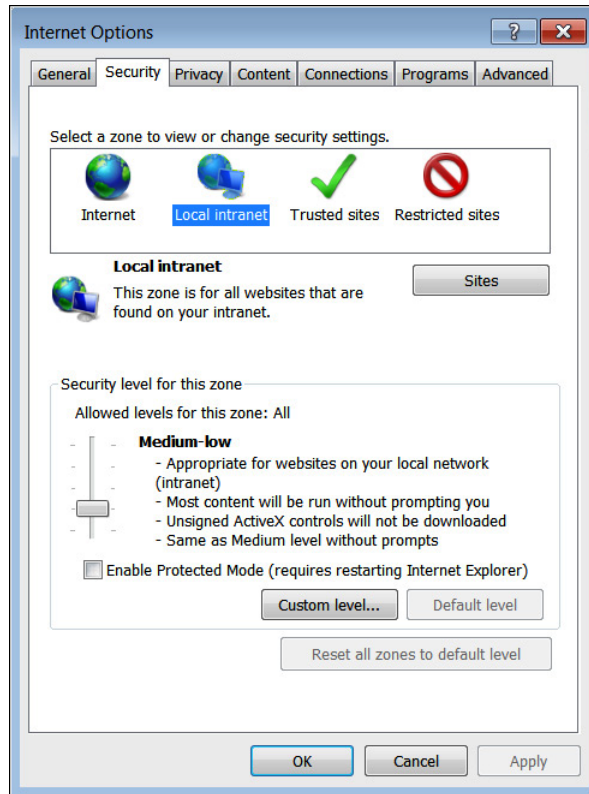 Internet Options
?
X
General Security Privacy Content Connections Programs Advanced
Select a zone to view or change security settings.
Internet Local intranet Trusted sites Restricted sites
Local intranet
This zone is for all websites that are
found on your intranet.
Sites
Security level for this zone
Allowed levels for this zone: All
Medium-low
- Appropriate for websites on your local network
(intranet)
- Most content will be run without prompting you
- Unsigned ActiveX controls will not be downloaded
- Same as Medium level without prompts
Enable Protected Mode (requires restarting Internet Explorer)
Custom level... Default level
Reset all zones to default level
OK Cancel Apply